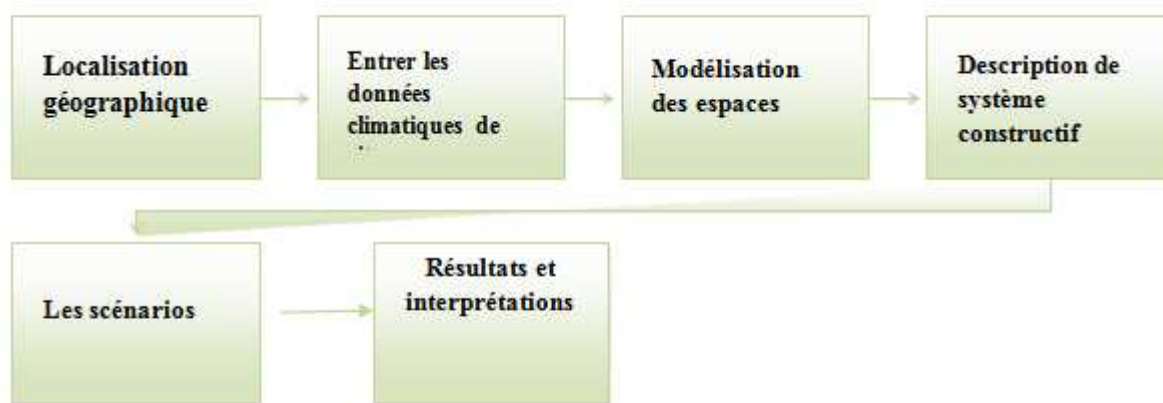 Localisation
géographique
Entrer les
données
climatiques de
Modélisation
des espaces
Description de
système
constructif
Les scénarios
Résultats et
interprétations